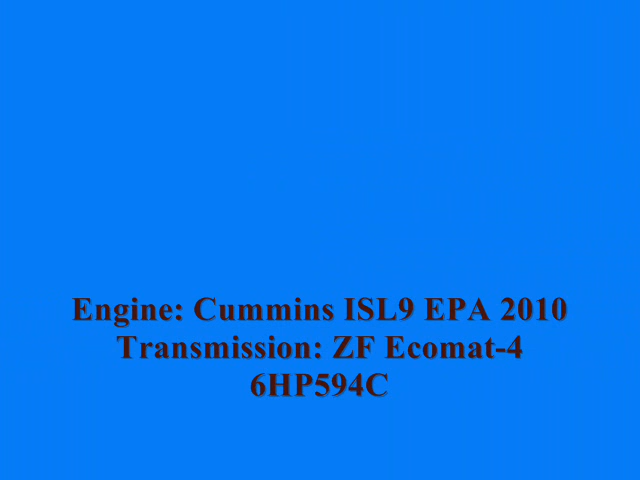 Engine: Cummins ISL9 EPA 2010
Transmission: ZF Ecomat-4
6HP594C